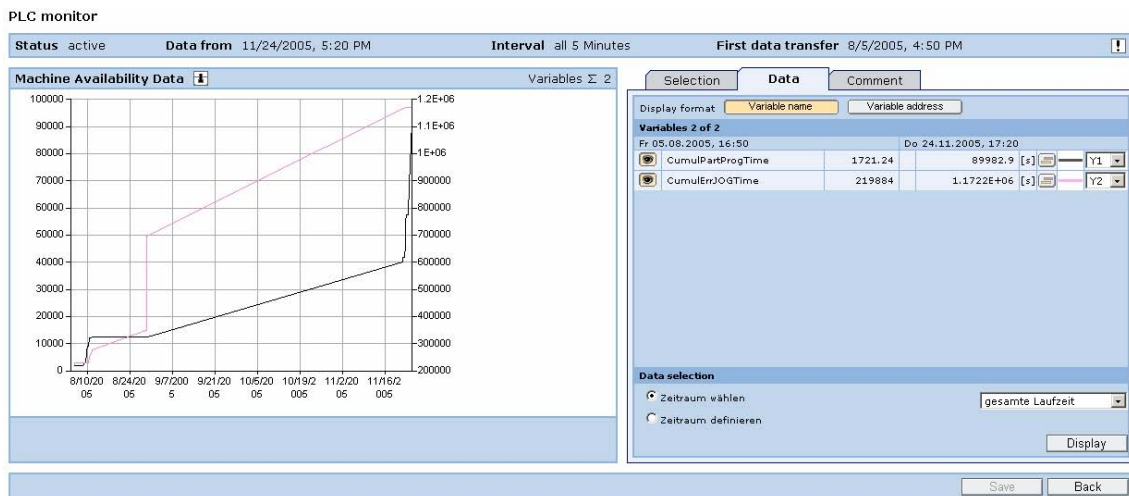 PLC monitor
Status active Data from 11/24/2005, 5:20 PM Interval all 5 Minutes First data transfer 8/5/2005, 4:50 PM !
Machine Availability Data Variables Σ 2
100000
90000
80000
70000
60000
50000
40000
30000
20000
10000
0
1.2E+06
1.1E+06
1E+06
900000
800000
700000
600000
500000
400000
300000
200000
8/10/20 8/24/20 9/7/200 9/21/20 10/5/20 10/19/2 11/2/20 11/16/2
05 05 5 05 05 005 05 005
Selection Data Comment
Display format Variable name Variable address
Variables 2 of 2
Fr 05.08.2005, 16:50 Do 24.11.2005, 17:20
CumulPartProgTime 1721.24 89982.9 [s] Y1
CumulErrJOGTime 219884 1.1722E+06 [s] Y2
Data selection
Zeitraum wählen gesamte Laufzeit
Zeitraum definieren
Display
Save Back